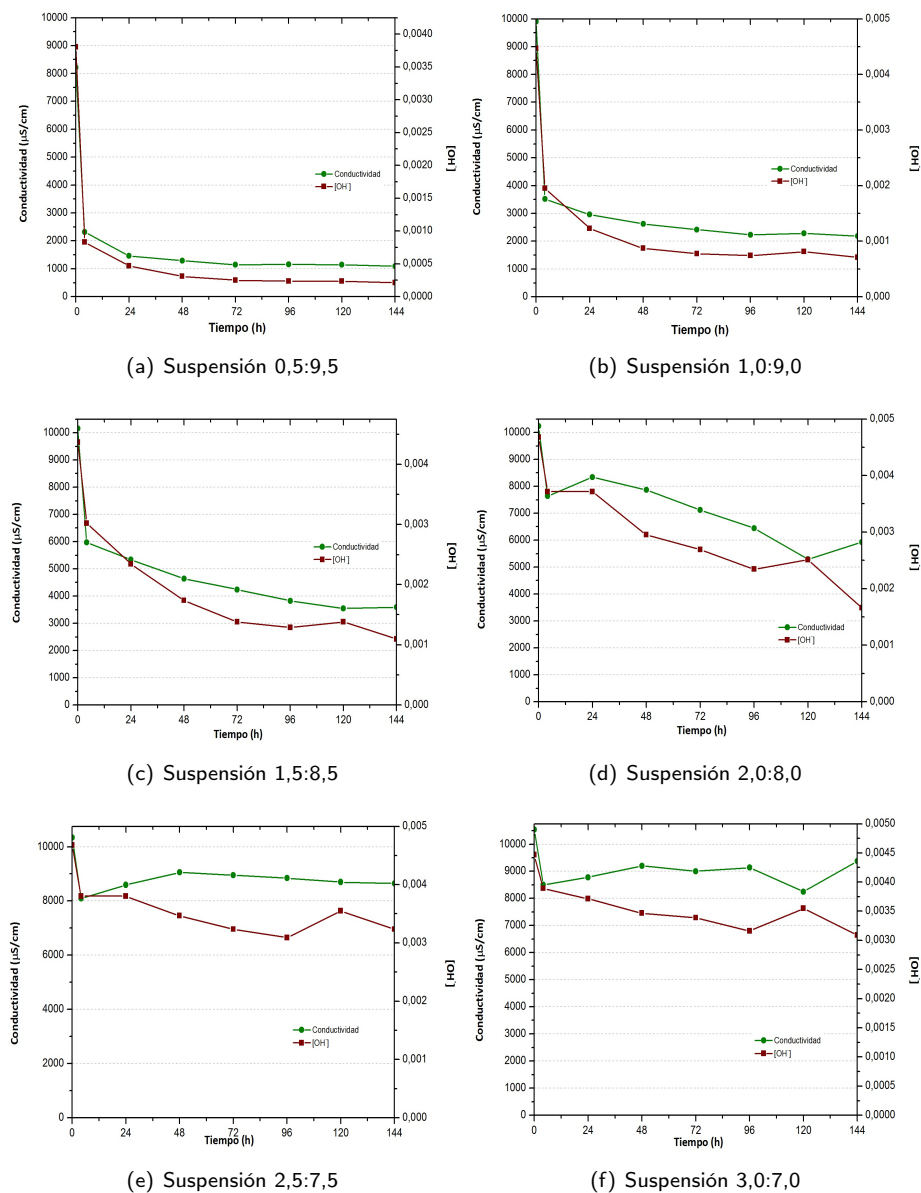 10000
9000
8000
7000
6000
5000
4000
3000
2000
1000
0
Conductividad (µS/cm)
0,0040
0,0035
0,0030
0,0025
0,0020
0,0015
0,0010
0,0005
0,0000
[OH-]
Conductividad
[OH-]
0 24 48 72 96 120 144
Tiempo (h)
(a) Suspensión 0,5:9,5
10000
9000
8000
7000
6000
5000
4000
3000
2000
1000
0
Conductividad (µS/cm)
0,005
0,004
0,003
0,002
0,001
0,000
[OH-]
Conductividad
[OH-]
0 24 48 72 96 120 144
Tiempo (h)
(b) Suspensión 1,0:9,0
10000
9000
8000
7000
6000
5000
4000
3000
2000
1000
0
Conductividad (µS/cm)
0,004
0,003
0,002
0,001
0,000
[OH-]
Conductividad
[OH-]
0 24 48 72 96 120 144
Tiempo (h)
(c) Suspensión 1,5:8,5
10000
9000
8000
7000
6000
5000
4000
3000
2000
1000
0
Conductividad (µS/cm)
0,005
0,004
0,003
0,002
0,001
0,000
[OH-]
Conductividad
[OH-]
0 24 48 72 96 120 144
Tiempo (h)
(d) Suspensión 2,0:8,0
10000
8000
6000
4000
2000
0
Conductividad (µS/cm)
0,005
0,004
0,003
0,002
0,001
0,000
[OH-]
Conductividad
[OH-]
0 24 48 72 96 120 144
Tiempo (h)
(e) Suspensión 2,5:7,5
10000
9000
8000
7000
6000
5000
4000
3000
2000
1000
0
Conductividad (µS/cm)
0,0050
0,0045
0,0040
0,0035
0,0030
0,0025
0,0020
0,0015
0,0010
0,0005
0,0000
[OH-]
Conductividad
[OH-]
0 24 48 72 96 120 144
Tiempo (h)
(f) Suspensión 3,0:7,0